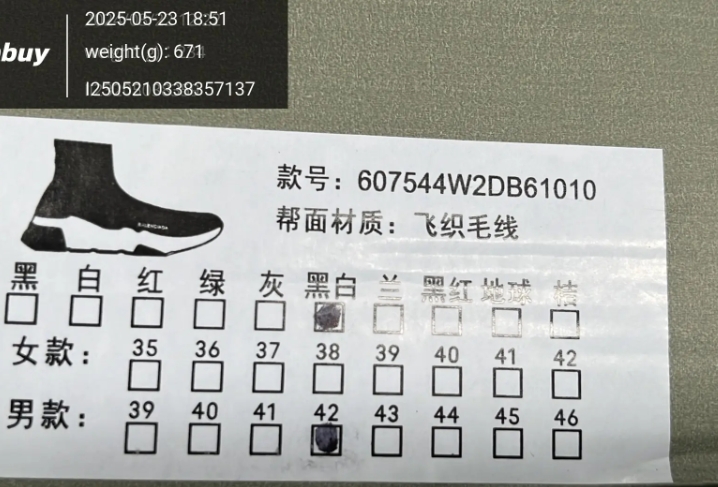 2025-05-23 18:51
buy
weight(g): 671
I2505210338357137
款号：607544W2DB61010
帮面材质：飞织毛线
BALENCIAGA
黑 白 红 绿 灰 黑白 兰 黑红 地球 桔
女款： 35 36 37 38 39 40 41 42
男款： 39 40 41 42 43 44 45 46